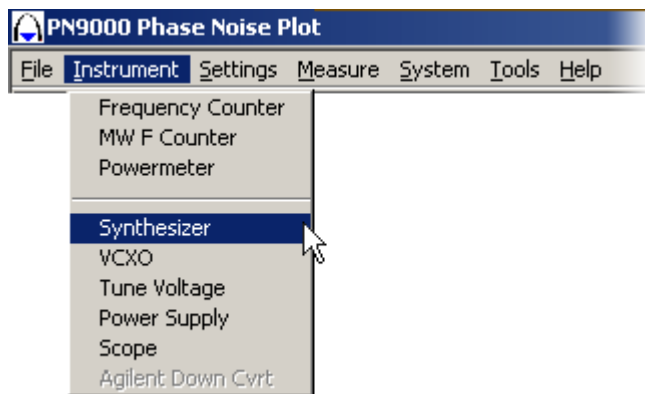 PN9000 Phase Noise Plot
File Instrument Settings Measure System Tools Help
Frequency Counter
MW F Counter
Powermeter
Synthesizer
VCXO
Tune Voltage
Power Supply
Scope
Agilent Down Cvrt